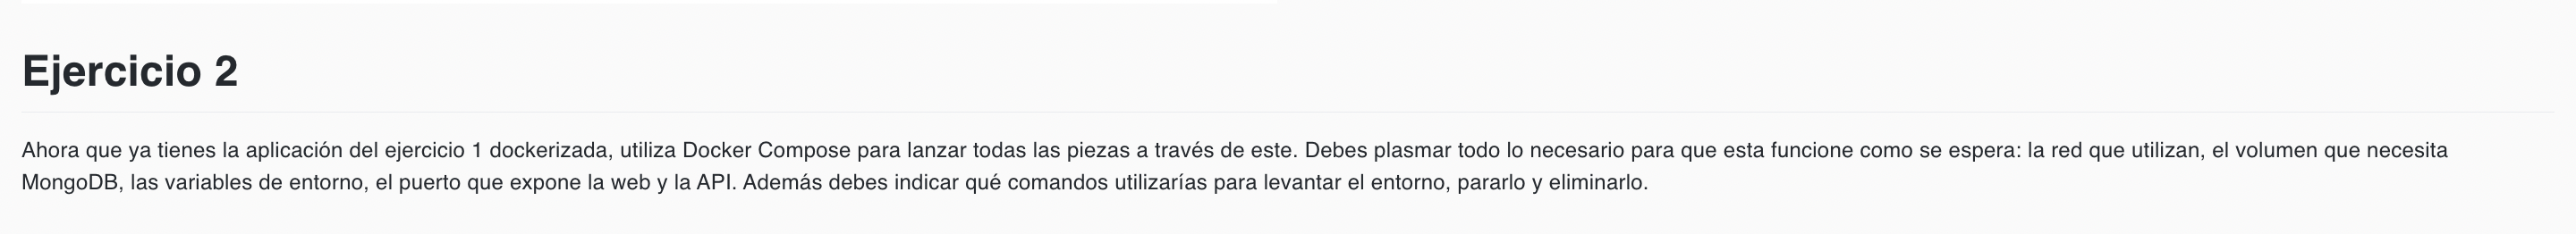 Ejercicio 2
Ahora que ya tienes la aplicación del ejercicio 1 dockerizada, utiliza Docker Compose para lanzar todas las piezas a través de este. Debes plasmar todo lo necesario para que esta funcione como se espera: la red que utilizan, el volumen que necesita
MongoDB, las variables de entorno, el puerto que expone la web y la API. Además debes indicar qué comandos utilizarías para levantar el entorno, pararlo y eliminarlo.